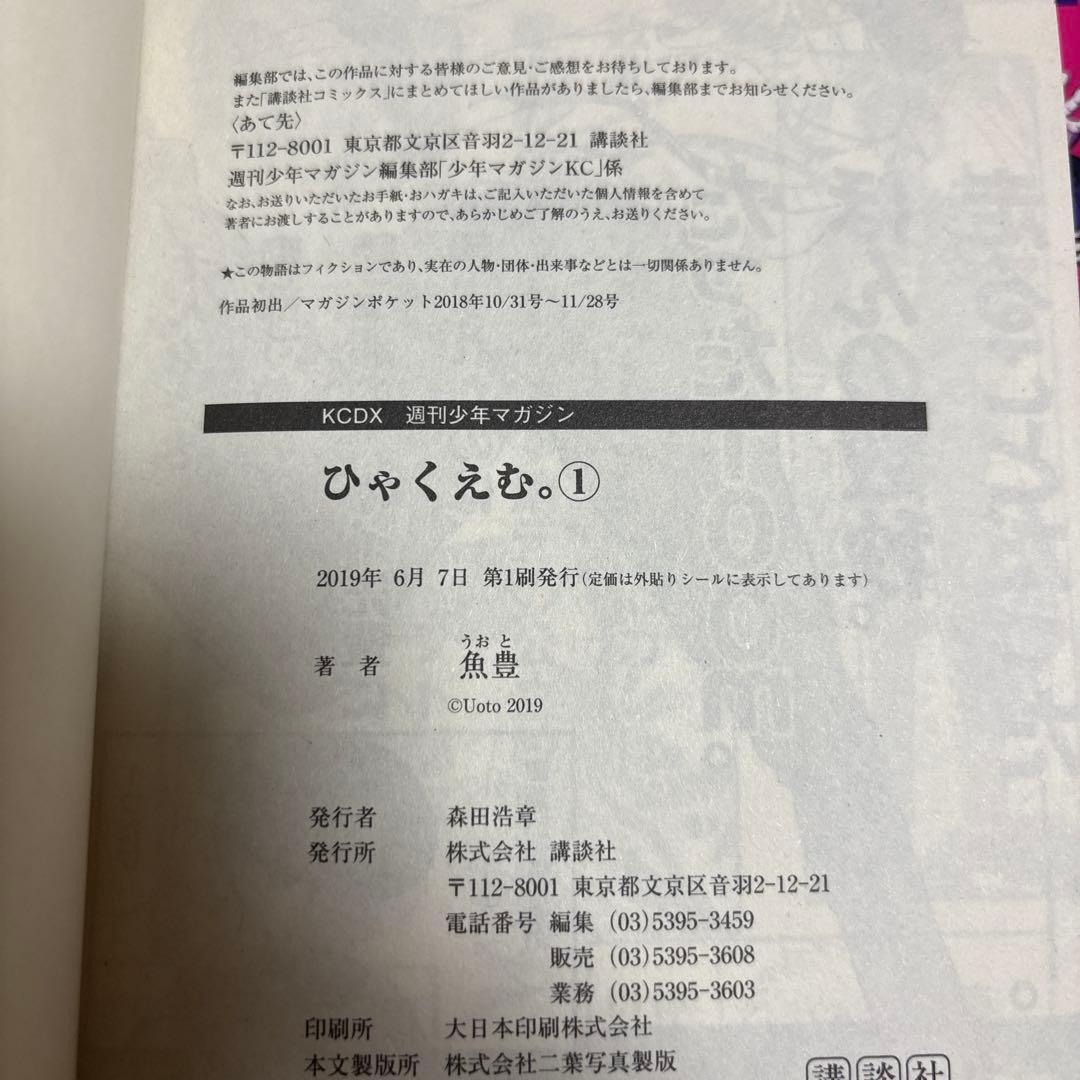 編集部では、この作品に対する皆様のご意見・ご感想をお待ちしております。
また「講談社コミックス」にまとめてほしい作品がありましたら、編集部までお知らせください。
〈あて先〉
〒112-8001 東京都文京区音羽2-12-21 講談社
週刊少年マガジン編集部「少年マガジンKC」係
なお、お送りいただいたお手紙・おハガキは、ご記入いただいた個人情報を含めて
著者にお渡しすることがありますので、あらかじめご了解のうえ、お送りください。
★この物語はフィクションであり、実在の人物・団体・出来事などとは一切関係ありません。
作品初出／マガジンポケット2018年10/31号～11/28号
KCDX 週刊少年マガジン
ひゃくえむ。①
2019年 6月 7日 第1刷発行(定価は外貼りシールに表示してあります)
うおと
著 者 魚豊
©Uoto 2019
発行者 森田浩章
発行所 株式会社 講談社
〒112-8001 東京都文京区音羽2-12-21
電話番号 編集 (03)5395-3459
販売 (03)5395-3608
業務 (03)5395-3603
印刷所 大日本印刷株式会社
本文製版所 株式会社二葉写真製版
講談社